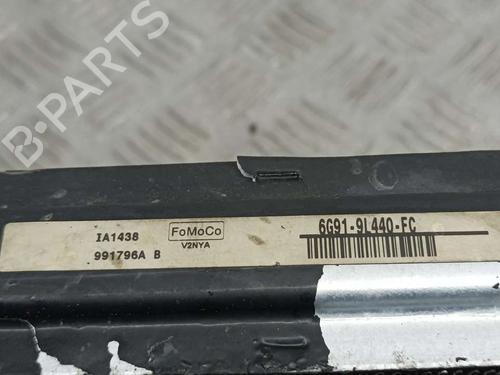 B-PARTS
IA1438
991796A B
FoMoCo
V2NYA
6G91-9L440-FC